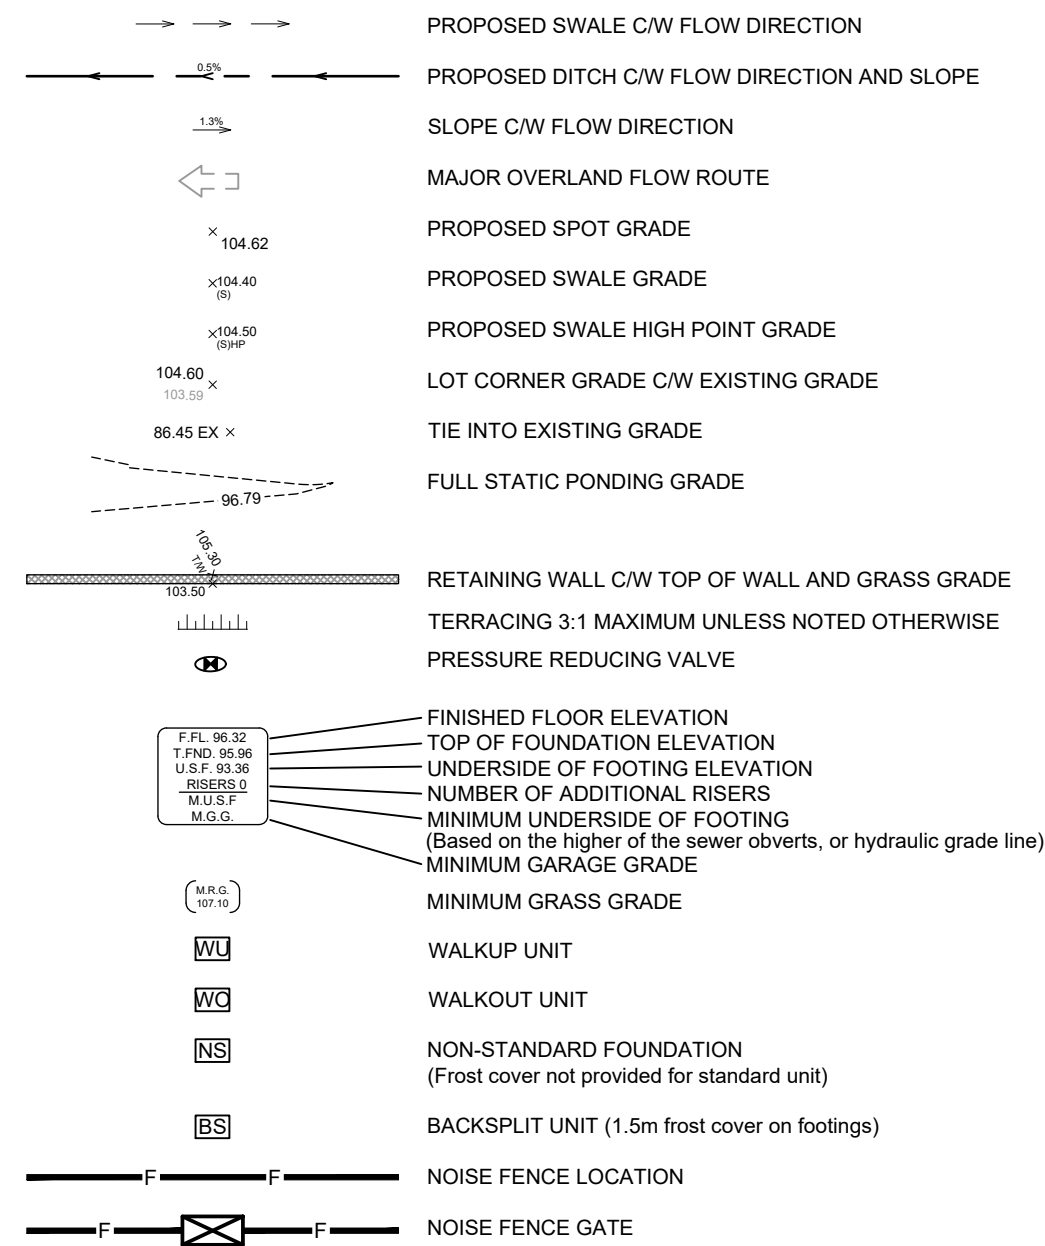 PROPOSED SWALE C/W FLOW DIRECTION
0.5%
PROPOSED DITCH C/W FLOW DIRECTION AND SLOPE
1.3%
SLOPE C/W FLOW DIRECTION
MAJOR OVERLAND FLOW ROUTE
104.62
PROPOSED SPOT GRADE
104.40
(S)
PROPOSED SWALE GRADE
104.50
(S)HP
PROPOSED SWALE HIGH POINT GRADE
104.60
103.59
LOT CORNER GRADE C/W EXISTING GRADE
86.45 EX
TIE INTO EXISTING GRADE
96.79
FULL STATIC PONDING GRADE
105.30
T/W
103.50
RETAINING WALL C/W TOP OF WALL AND GRASS GRADE
TERRACING 3:1 MAXIMUM UNLESS NOTED OTHERWISE
PRESSURE REDUCING VALVE
F.FL. 96.32
T.FND. 95.96
U.S.F. 93.36
RISERS 0
M.U.S.F
M.G.G.
FINISHED FLOOR ELEVATION
TOP OF FOUNDATION ELEVATION
UNDERSIDE OF FOOTING ELEVATION
NUMBER OF ADDITIONAL RISERS
MINIMUM UNDERSIDE OF FOOTING
(Based on the higher of the sewer obverts, or hydraulic grade line)
MINIMUM GARAGE GRADE
M.R.G.
107.10
MINIMUM GRASS GRADE
WU
WALKUP UNIT
WO
WALKOUT UNIT
NS
NON-STANDARD FOUNDATION
(Frost cover not provided for standard unit)
BS
BACKSPLIT UNIT (1.5m frost cover on footings)
F F
NOISE FENCE LOCATION
F F
NOISE FENCE GATE